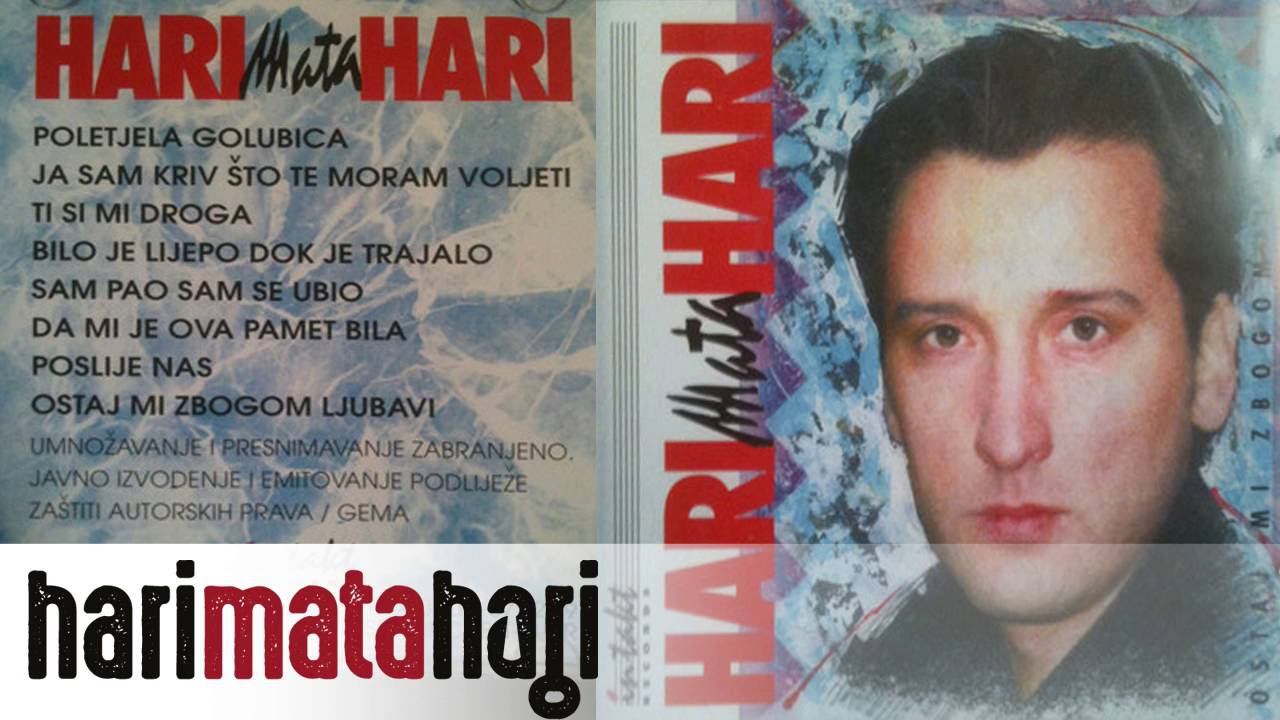 HARI Mata HARI
POLETJELA GOLUBICA
JA SAM KRIV ŠTO TE MORAM VOLJETI
TI SI MI DROGA
BILO JE LIJEPO DOK JE TRAJALO
SAM PAO SAM SE UBIO
DA MI JE OVA PAMET BILA
POSLIJE NAS
OSTAJ MI ZBOGOM LJUBAVI
UMNOŽAVANJE I PRESNIMAVANJE ZABRANJENO.
JAVNO IZVOĐENJE I EMITOVANJE PODLIJEŽE
ZAŠTITI AUTORSKIH PRAVA / GEMA
harimatahari
HARI Mata HARI
intakt
RECORDS
OSTAJ MI ZBOGOM